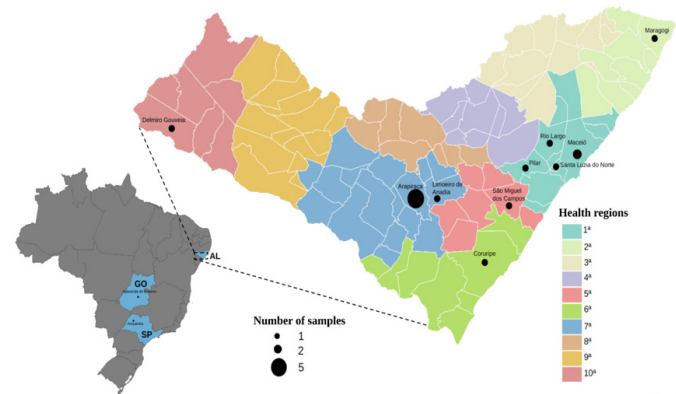 Maragogi
Delmiro Gouveia
Rio Largo
Maceió
Pilar
Santa Luzia do Norte
Arapiraca
Limoeiro de
Anadia
São Miguel
dos Campos
Coruripe
Health regions
1ª
2ª
3ª
4ª
5ª
6ª
7ª
8ª
9ª
10ª
AL
GO
SP
Number of samples
1
2
5